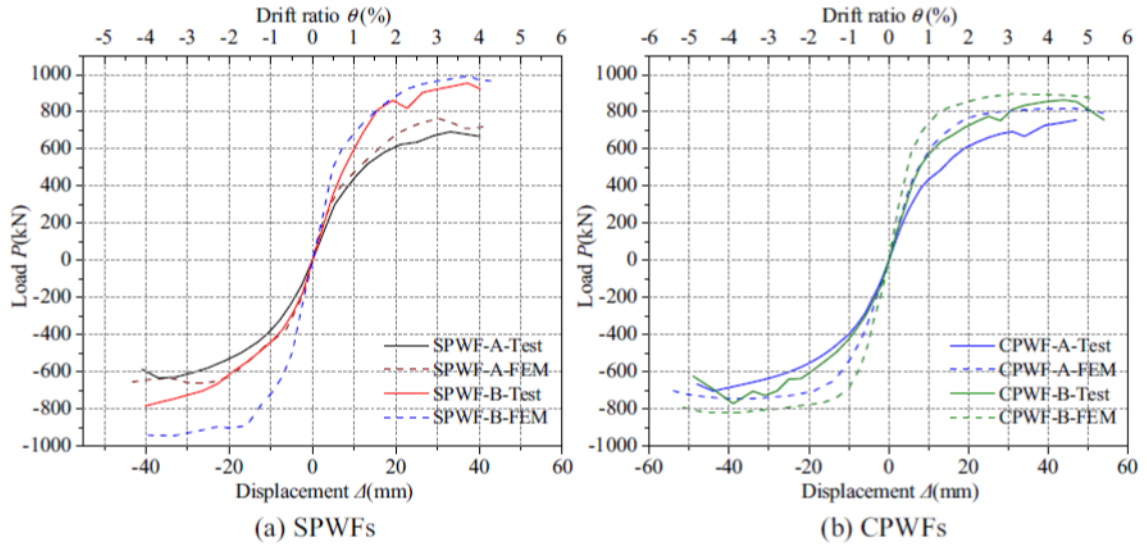 Drift ratio θ(%)
-5 -4 -3 -2 -1 0 1 2 3 4 5 6
1000
800
600
400
200
0
-200
-400
-600
-800
-1000
Load P(kN)
SPWF-A-Test
SPWF-A-FEM
SPWF-B-Test
SPWF-B-FEM
-40 -20 0 20 40 60
Displacement Δ(mm)
(a) SPWFs
Drift ratio θ(%)
-6 -5 -4 -3 -2 -1 0 1 2 3 4 5 6
1000
800
600
400
200
0
-200
-400
-600
-800
-1000
Load P(kN)
CPWF-A-Test
CPWF-A-FEM
CPWF-B-Test
CPWF-B-FEM
-60 -40 -20 0 20 40 60
Displacement Δ(mm)
(b) CPWFs